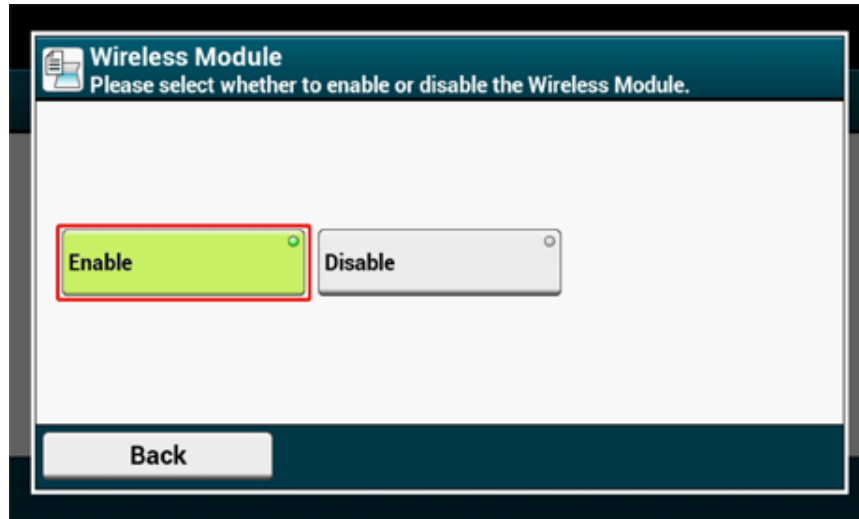 Wireless Module
Please select whether to enable or disable the Wireless Module.
Enable
Disable
Back